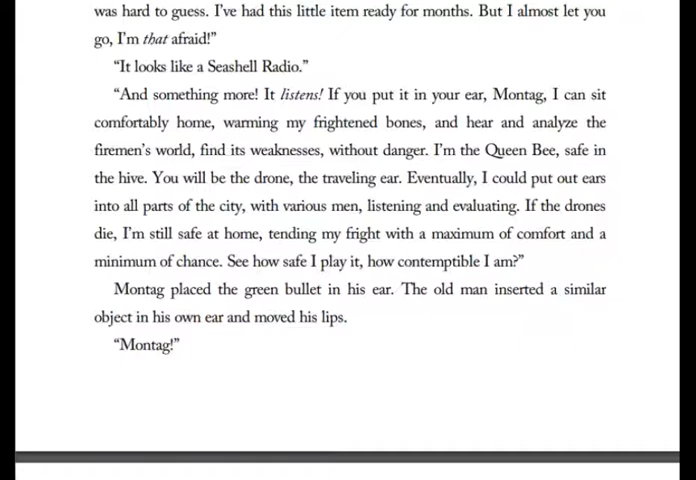 was hard to guess. I've had this little item ready for months. But I almost let you
go, I'm that afraid!”
“It looks like a Seashell Radio.”
“And something more! It listens! If you put it in your ear, Montag, I can sit
comfortably home, warming my frightened bones, and hear and analyze the
firemen's world, find its weaknesses, without danger. I'm the Queen Bee, safe in
the hive. You will be the drone, the traveling ear. Eventually, I could put out ears
into all parts of the city, with various men, listening and evaluating. If the drones
die, I'm still safe at home, tending my fright with a maximum of comfort and a
minimum of chance. See how safe I play it, how contemptible I am?”
Montag placed the green bullet in his ear. The old man inserted a similar
object in his own ear and moved his lips.
“Montag!”